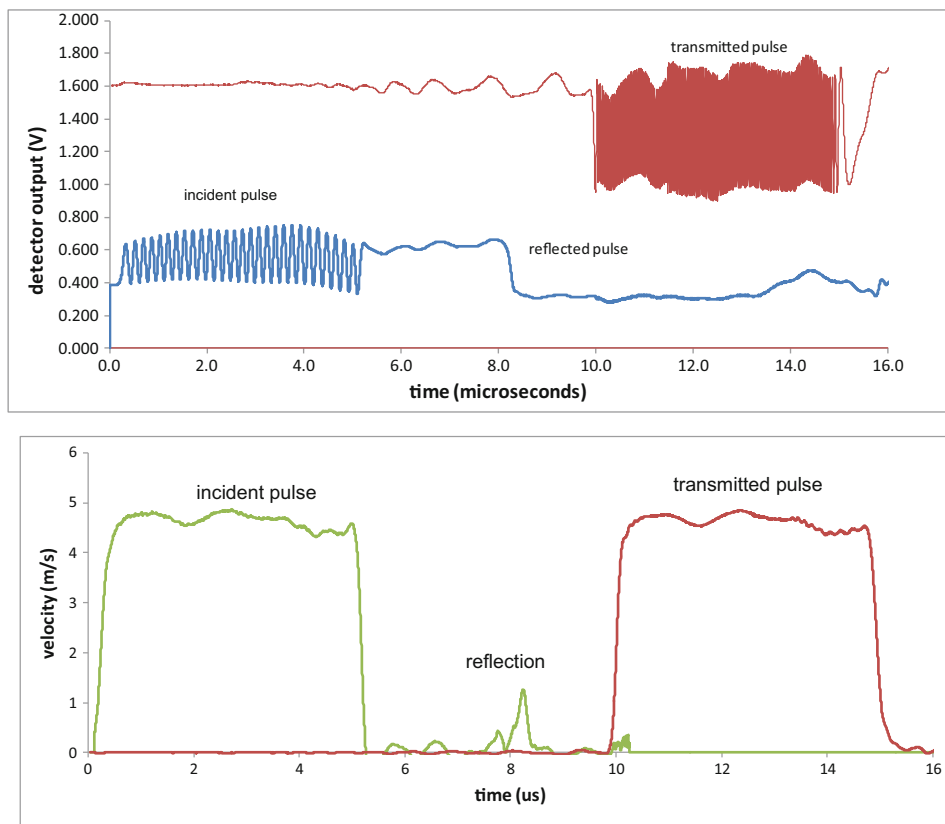 2.000
1.800
1.600
1.400
1.200
1.000
0.800
0.600
0.400
0.200
0.000
detector output (V)
transmitted pulse
incident pulse
reflected pulse
0.0 2.0 4.0 6.0 8.0 10.0 12.0 14.0 16.0
time (microseconds)
6
5
4
3
2
1
0
velocity (m/s)
incident pulse
transmitted pulse
reflection
0 2 4 6 8 10 12 14 16
time (us)